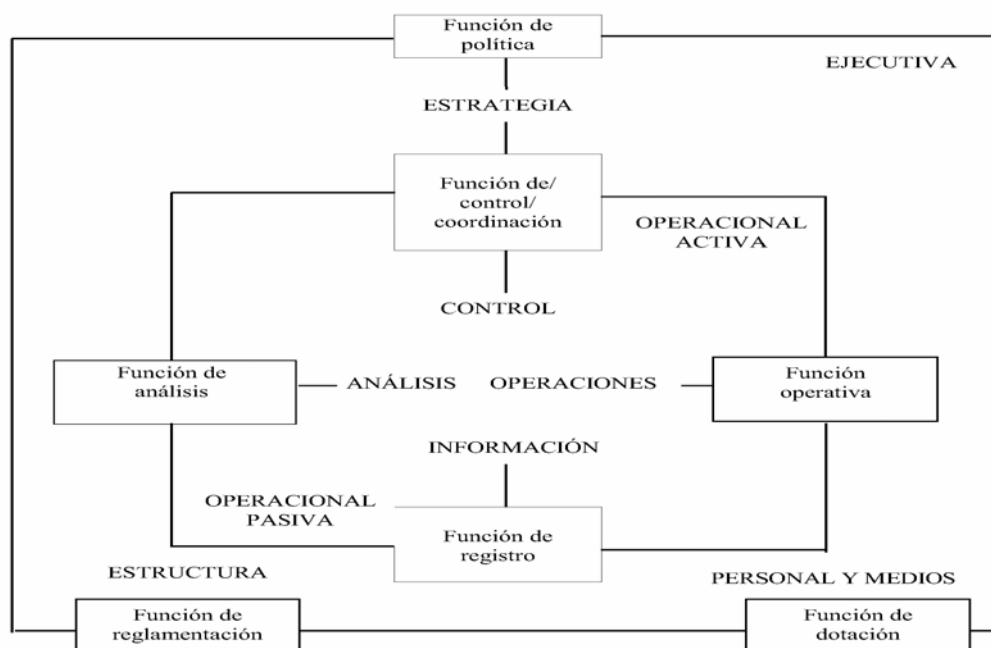 Función de
política
EJECUTIVA
ESTRATEGIA
Función de/
control/
coordinación
OPERACIONAL
ACTIVA
CONTROL
Función de
análisis
ANÁLISIS
OPERACIONES
Función
operativa
INFORMACIÓN
OPERACIONAL
PASIVA
Función de
registro
ESTRUCTURA
PERSONAL Y MEDIOS
Función de
reglamentación
Función de
dotación